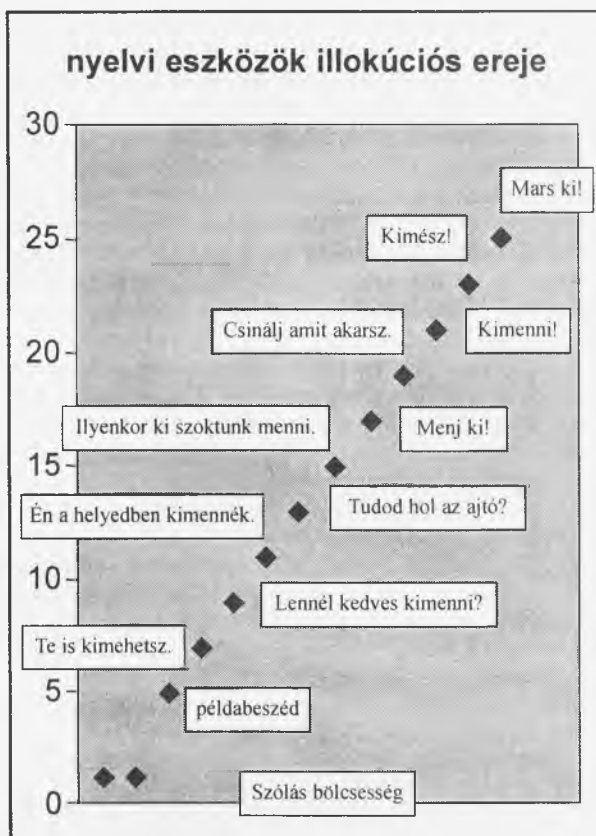 nyelvi eszközök illokúciós ereje
30
Mars ki!
25
Kimész!
Csinálj amit akarsz.
Kimenni!
20
Ilyenkor ki szoktunk menni.
Menj ki!
15
Én a helyedben kimennék.
Tudod hol az ajtó?
10
Lennél kedves kimenni?
Te is kimehetsz.
5
példabeszéd
Szólás bölcsesség
0